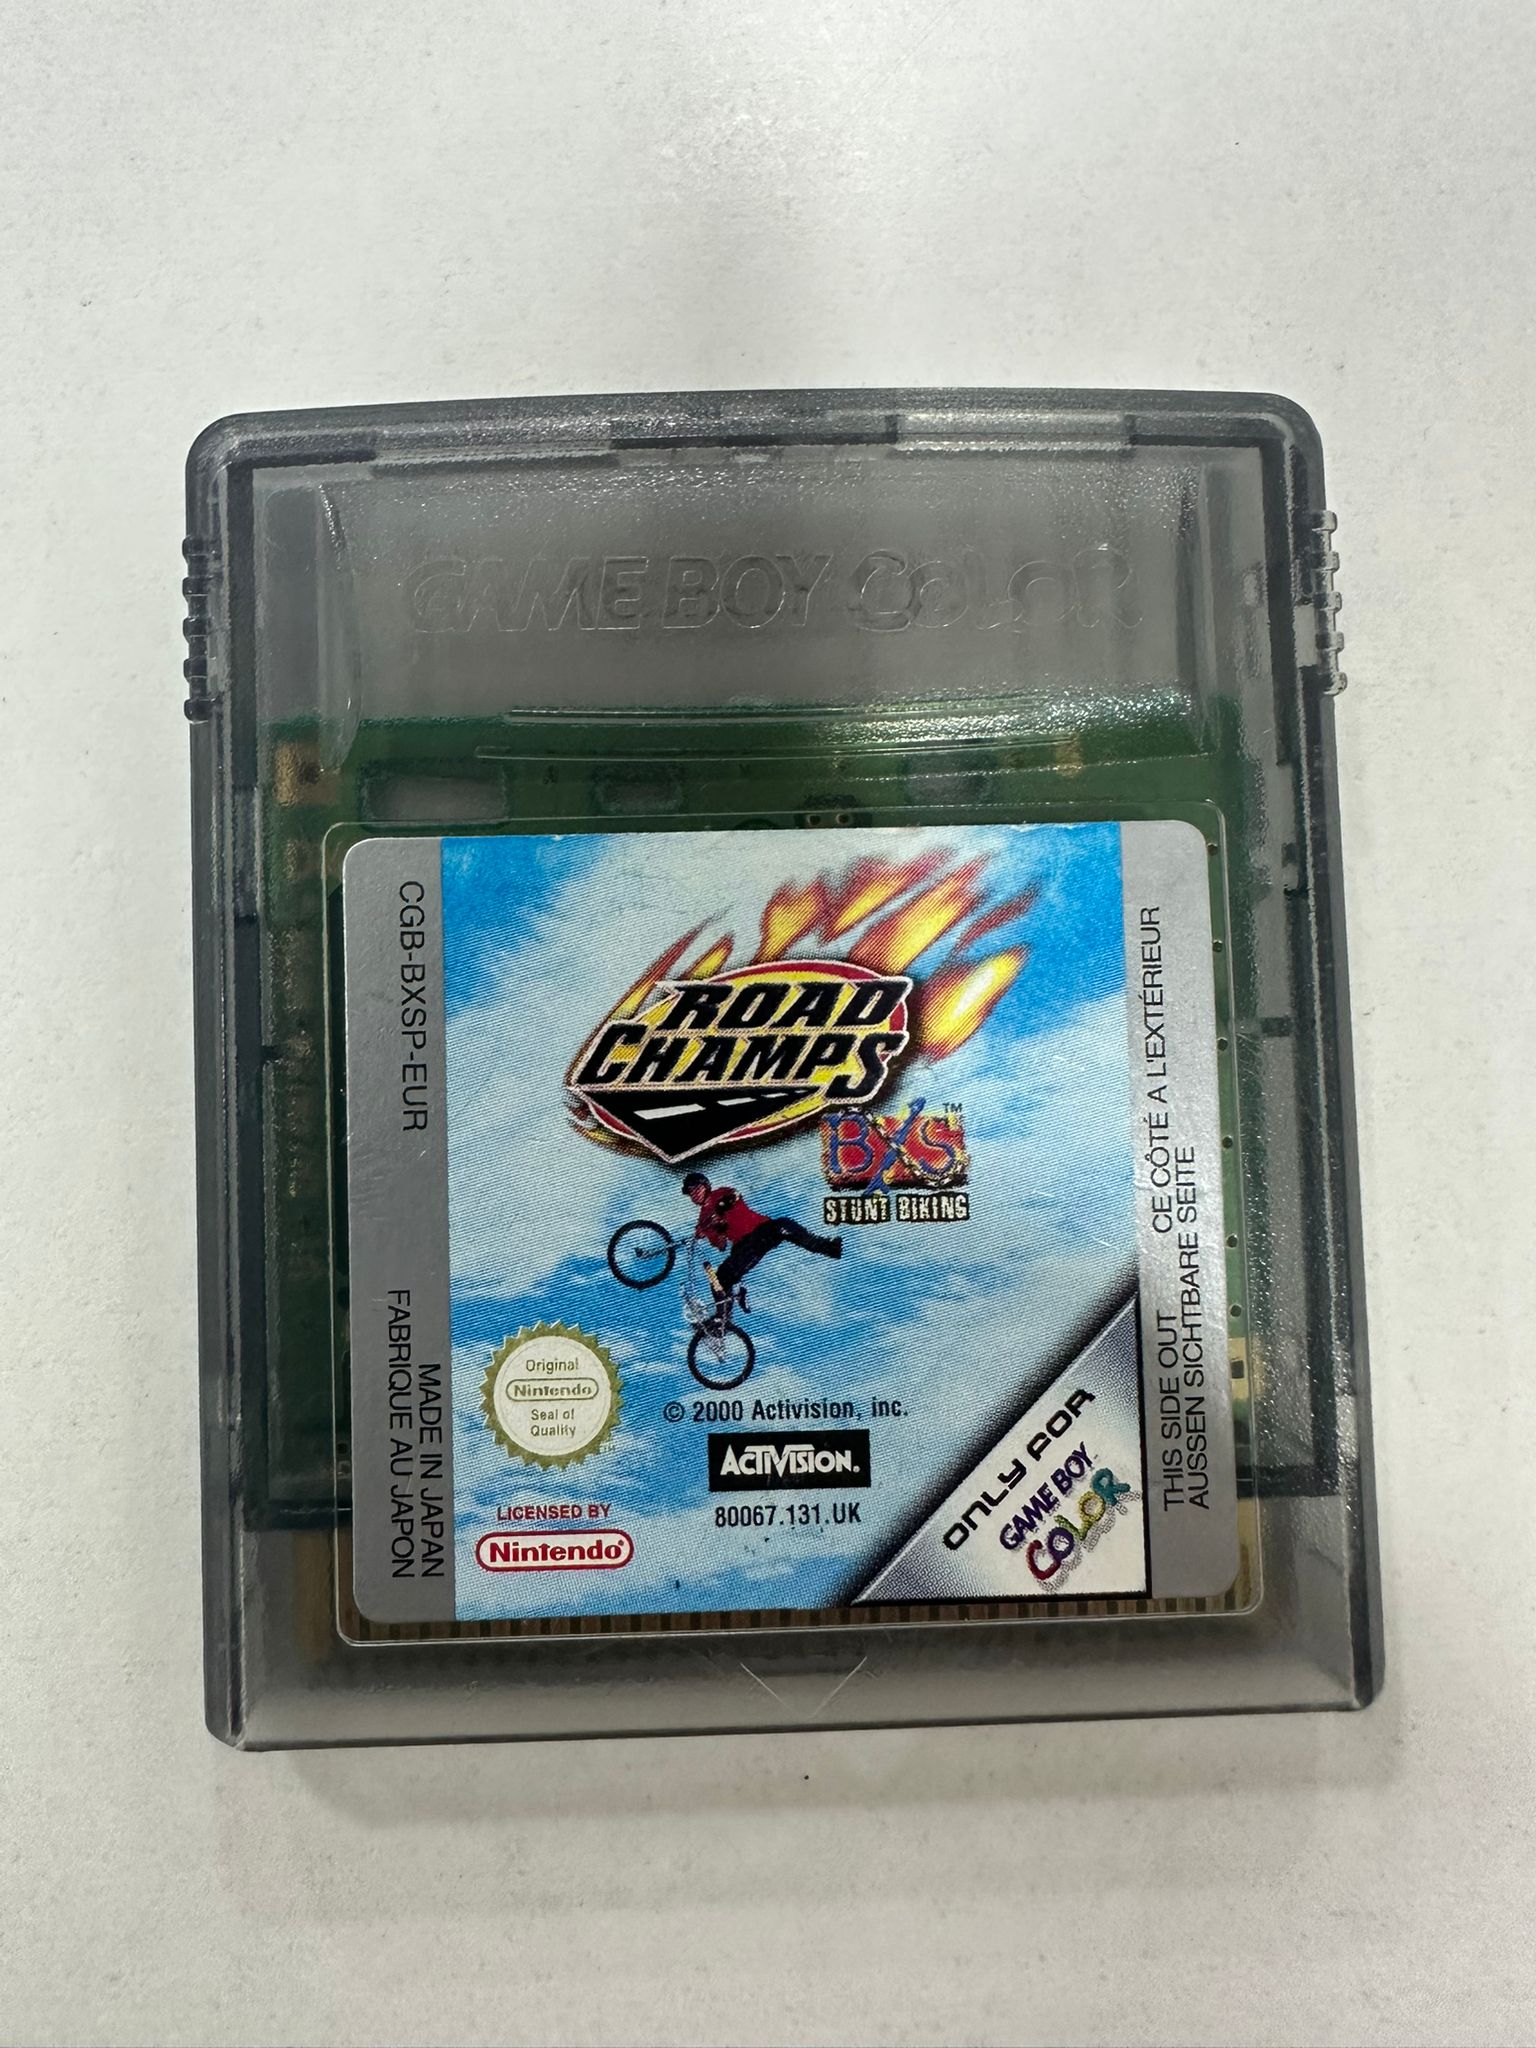 GAME BOY COLOR
ROAD
CHAMPS
BXS™
STUNT BIKING
Original
Nintendo
Seal of
Quality
© 2000 Activision, inc.
ACTIVISION.
80067.131.UK
LICENSED BY
Nintendo®
ONLY FOR
GAME BOY
COLOR
CGB-BXSP-EUR
MADE IN JAPAN
FABRIQUE AU JAPON
THIS SIDE OUT
CE CÔTÉ A L'EXTÉRIEUR
AUSSEN SICHTBARE SEITE